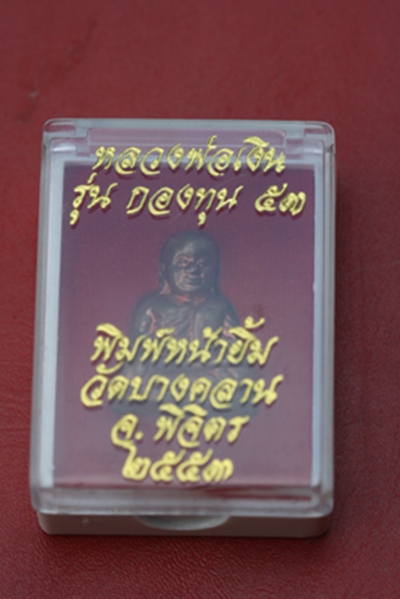 หลวงพ่อเงิน
รุ่น กองทุน ๕๓
พิมพ์หน้ายิ้ม
วัดบางคลาน
จ. พิจิตร
๒๕๕๓